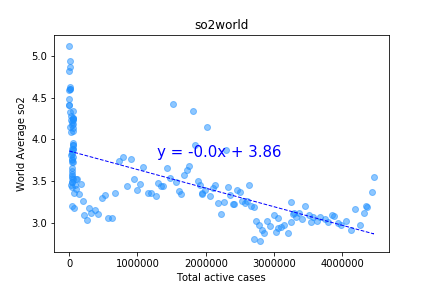 so2world
5.0
4.5
4.0
3.5
3.0
World Average so2
y = -0.0x + 3.86
0
1000000
2000000
3000000
4000000
Total active cases